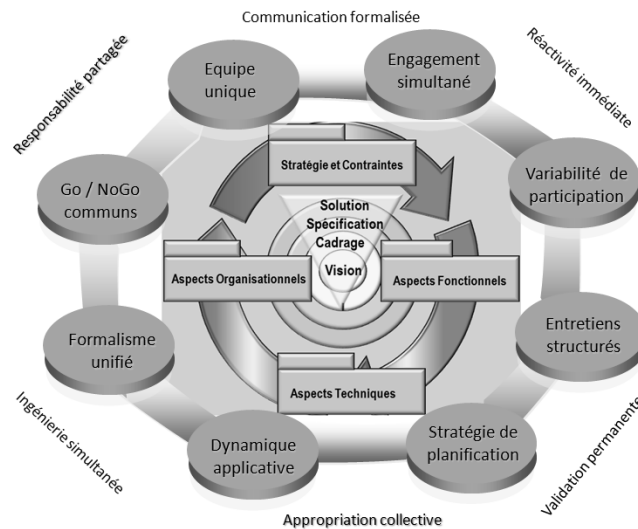 Communication formalisée
Responsabilité partagée
Réactivité immédiate
Equipe
unique
Engagement
simultané
Go / NoGo
communs
Variabilité de
participation
Stratégie et Contraintes
Solution
Spécification
Cadrage
Vision
Aspects Organisationnels
Aspects Fonctionnels
Aspects Techniques
Formalisme
unifié
Entretiens
structurés
Dynamique
applicative
Stratégie de
planification
Ingénierie simultanée
Validation permanente
Appropriation collective